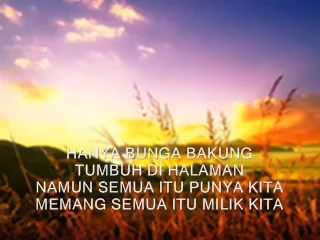 HANYA BUNGA BAKUNG
TUMBUH DI HALAMAN
NAMUN SEMUA ITU PUNYA KITA
MEMANG SEMUA ITU MILIK KITA